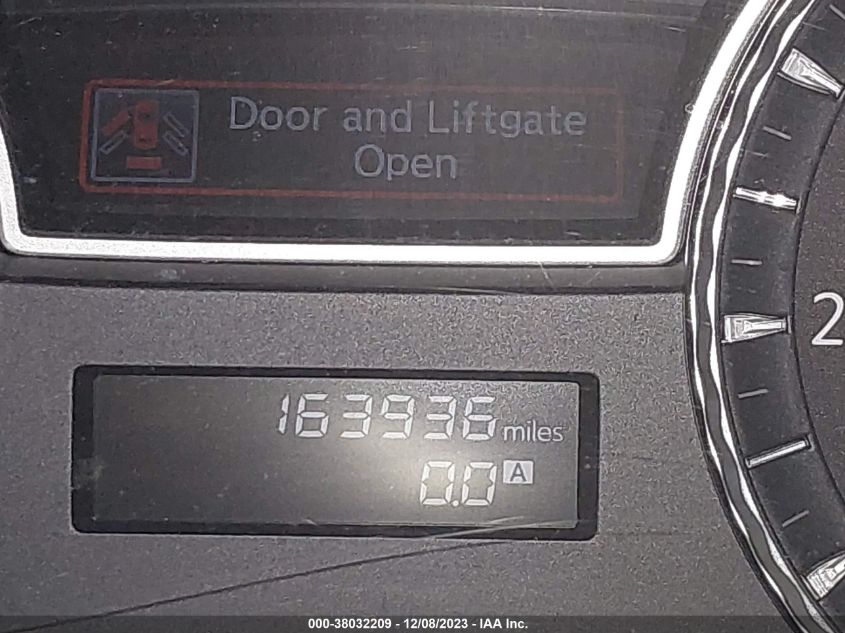 Door and Liftgate
Open
163936 miles
0.0 A
2
000-38032209 - 12/08/2023 - IAA Inc.